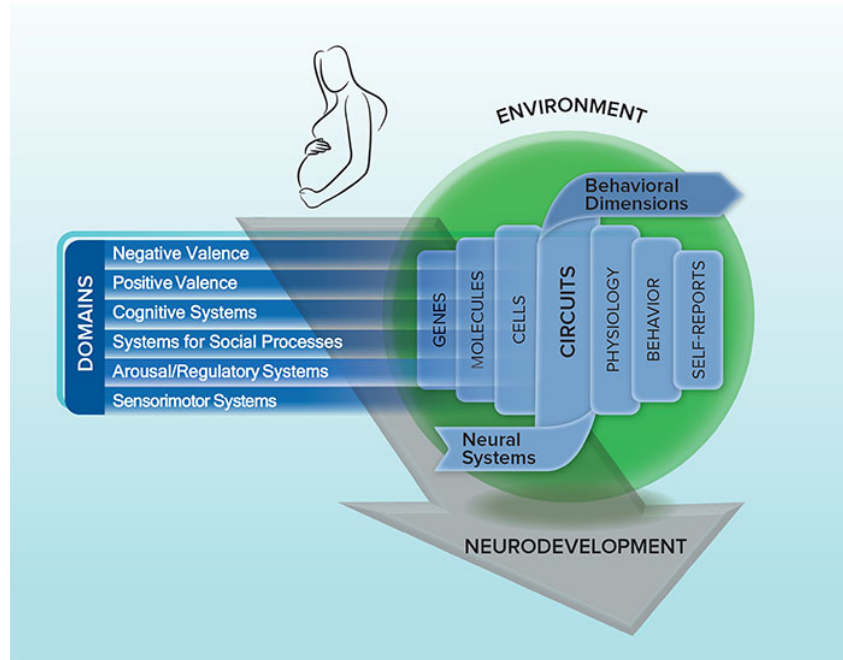 ENVIRONMENT
Behavioral
Dimensions
DOMAINS
Negative Valence
Positive Valence
Cognitive Systems
Systems for Social Processes
Arousal/Regulatory Systems
Sensorimotor Systems
GENES
MOLECULES
CELLS
CIRCUITS
PHYSIOLOGY
BEHAVIOR
SELF-REPORTS
Neural
Systems
NEURODEVELOPMENT